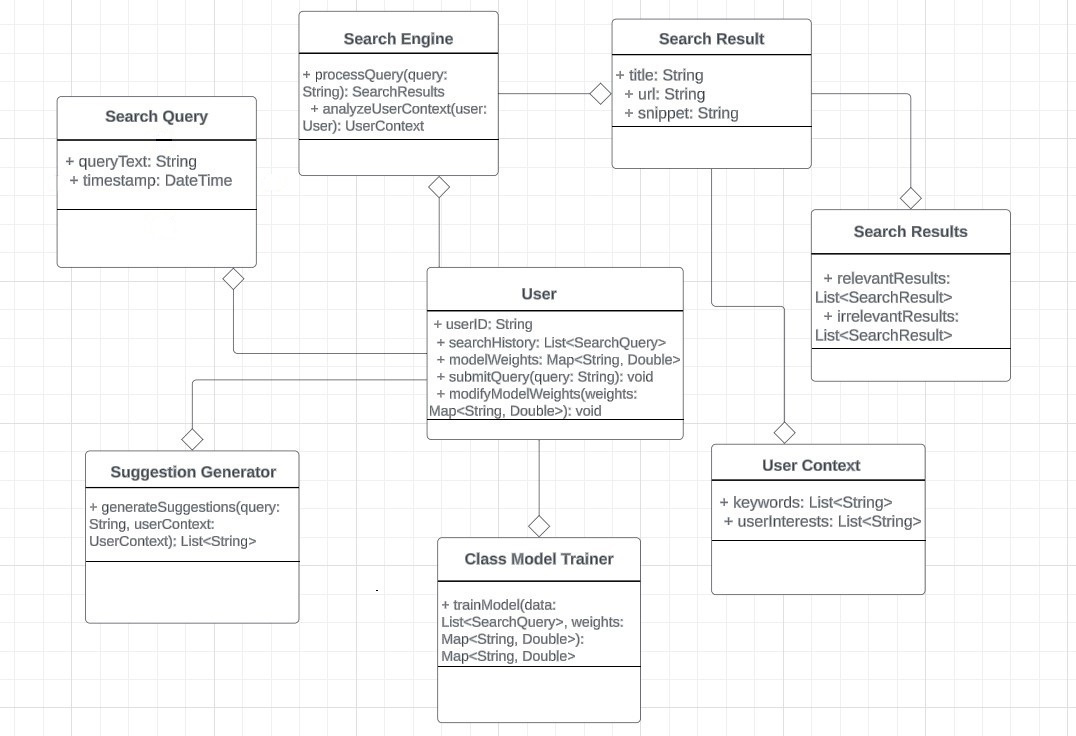 Search Engine
+ processQuery(query:
String): SearchResults
+ analyzeUserContext(user:
User): UserContext
Search Result
+ title: String
+ url: String
+ snippet: String
Search Query
+ queryText: String
+ timestamp: DateTime
Search Results
+ relevantResults:
List<SearchResult>
+ irrelevantResults:
List<SearchResult>
User
+ userID: String
+ searchHistory: List<SearchQuery>
+ modelWeights: Map<String, Double>
+ submitQuery(query: String): void
+ modifyModelWeights(weights:
Map<String, Double>): void
Suggestion Generator
+ generateSuggestions(query:
String, userContext:
UserContext): List<String>
User Context
+ keywords: List<String>
+ userInterests: List<String>
Class Model Trainer
+ trainModel(data:
List<SearchQuery>, weights:
Map<String, Double>):
Map<String, Double>